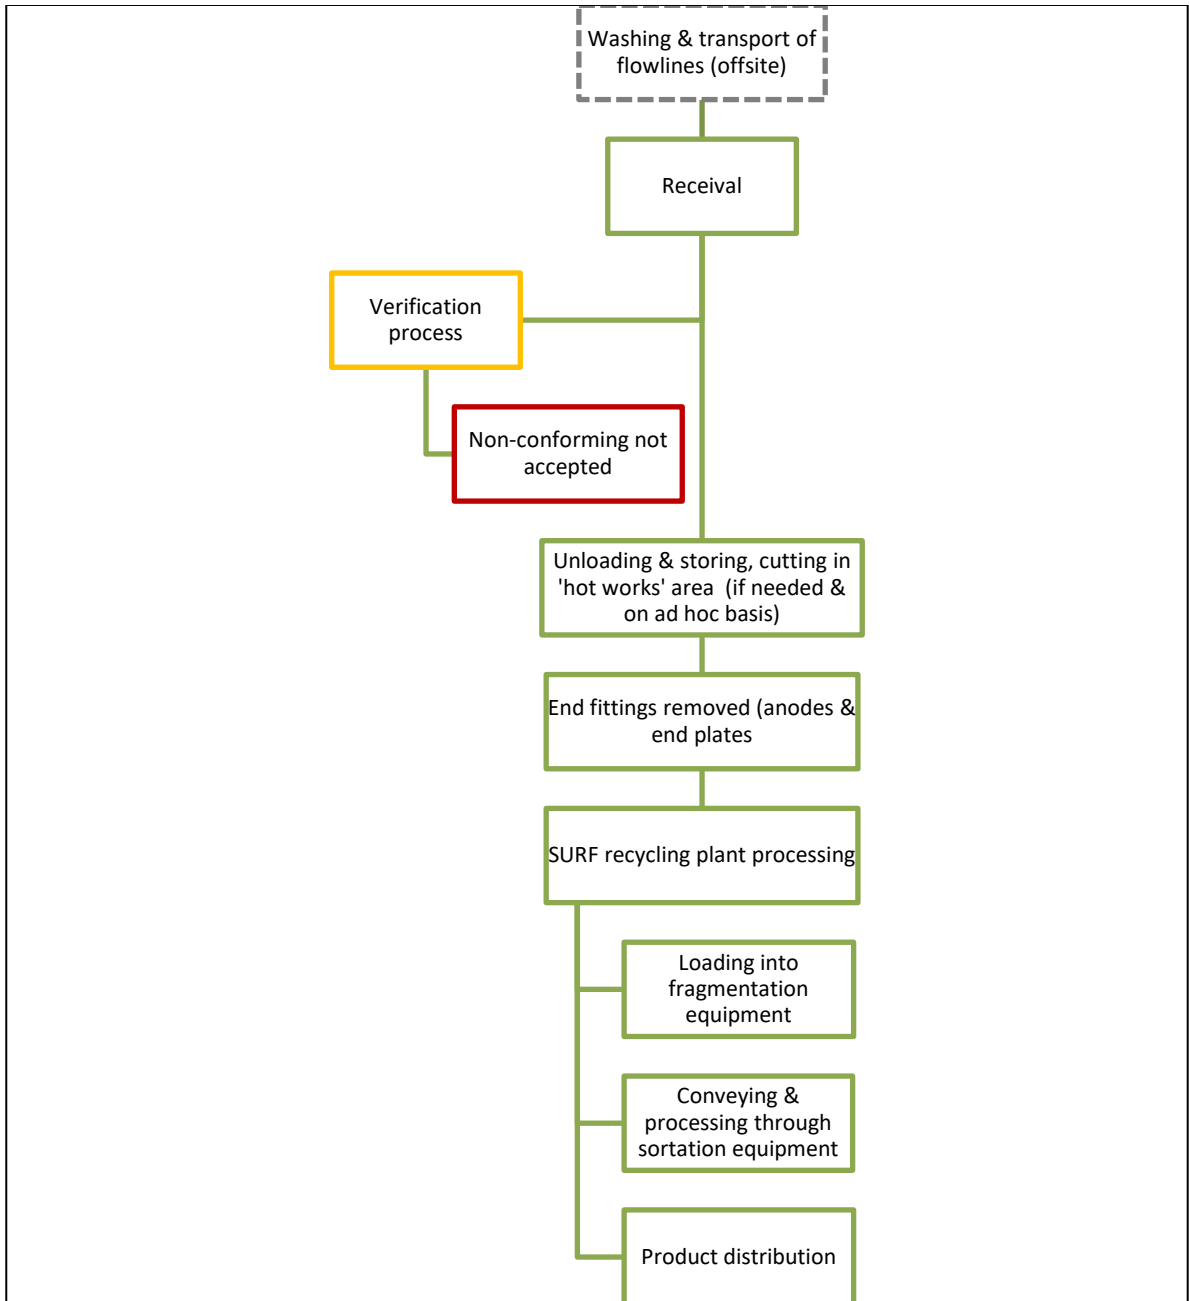 Washing & transport of
flowlines (offsite)
Receival
Verification
process
Non-conforming not
accepted
Unloading & storing, cutting in
'hot works' area  (if needed &
on ad hoc basis)
End fittings removed (anodes &
end plates
SURF recycling plant processing
Loading into
fragmentation
equipment
Conveying &
processing through
sortation equipment
Product distribution